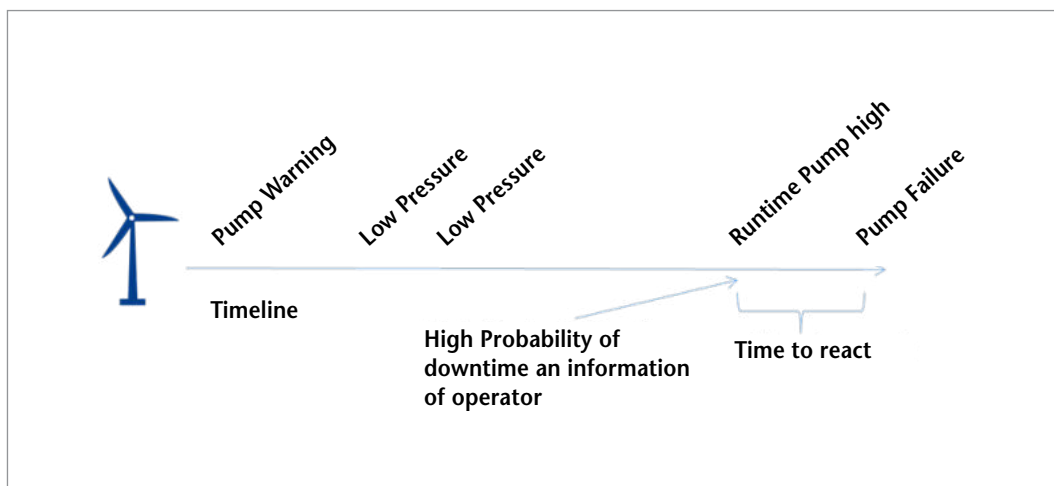 Pump Warning
Low Pressure
Low Pressure
Runtime Pump high
Pump Failure
Timeline
High Probability of
downtime an information
of operator
Time to react